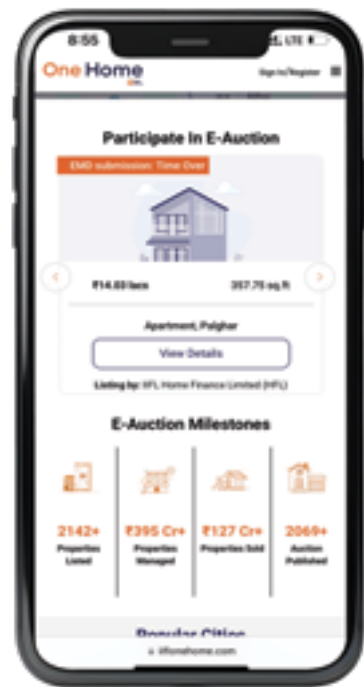 8:55
LTE
One Home
Sign In/Register
Participate In E-Auction
EMD submission: Time Over
₹14.03 lacs
357.75 sq.ft
Apartment, Palghar
View Details
Listing by: IIFL Home Finance Limited (HFL)
E-Auction Milestones
2142+
Properties
Listed
₹395 Cr+
Properties
Managed
₹127 Cr+
Properties Sold
2069+
Auction
Published
Popular Cities
iiflonehome.com